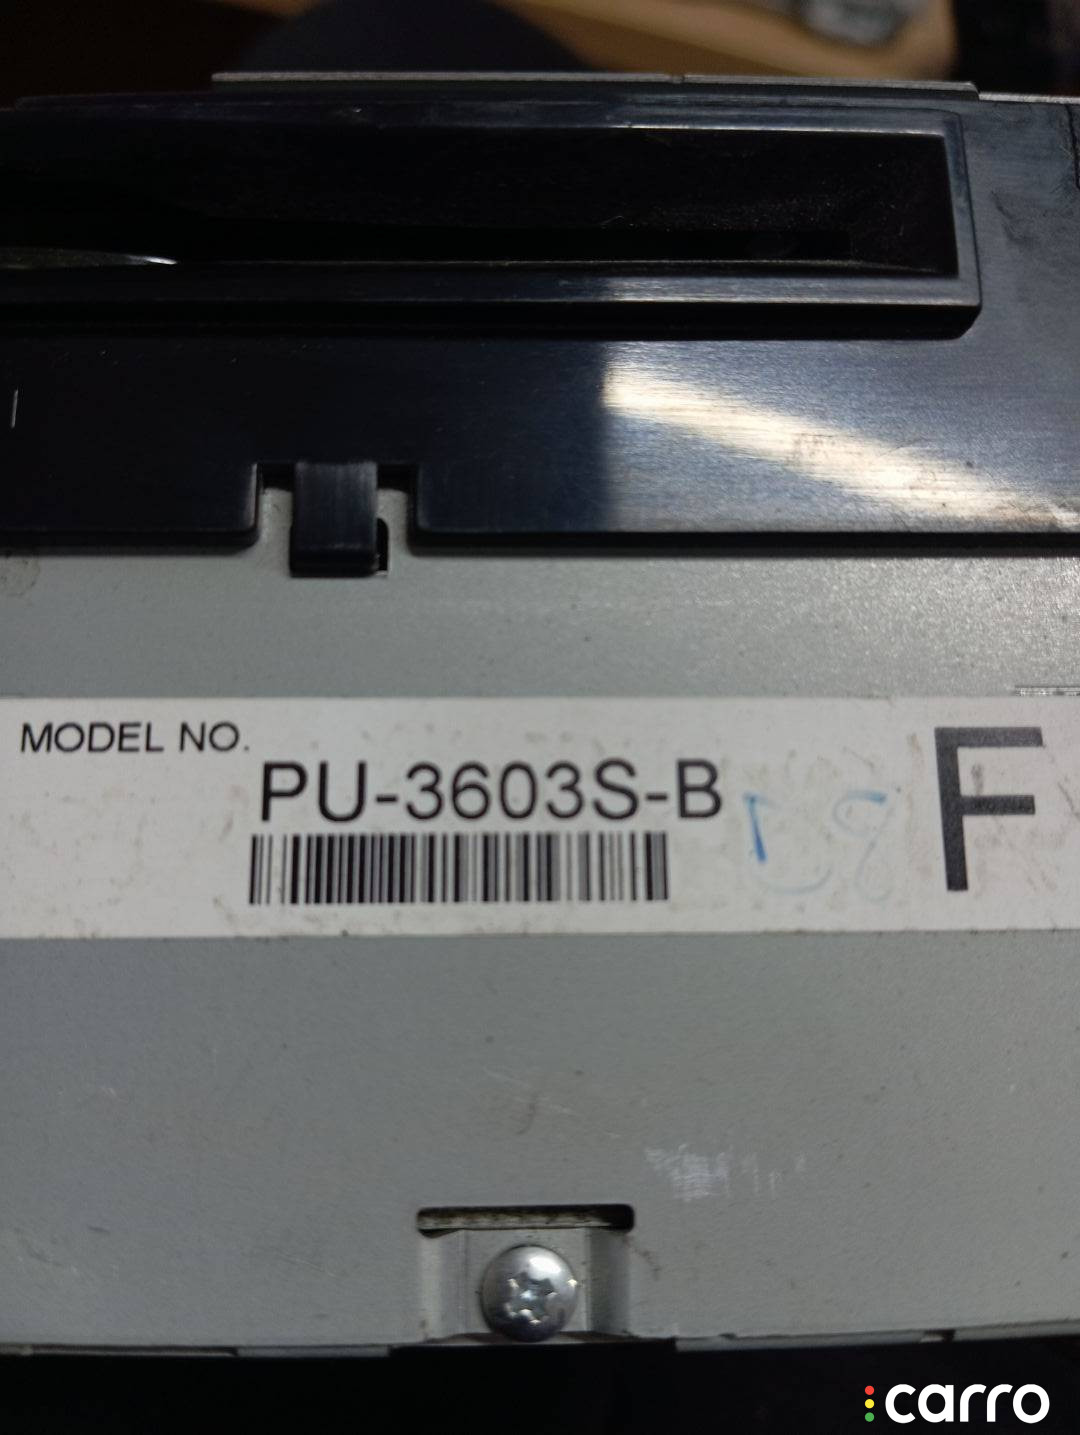 MODEL NO.
PU-3603S-B
F
carro